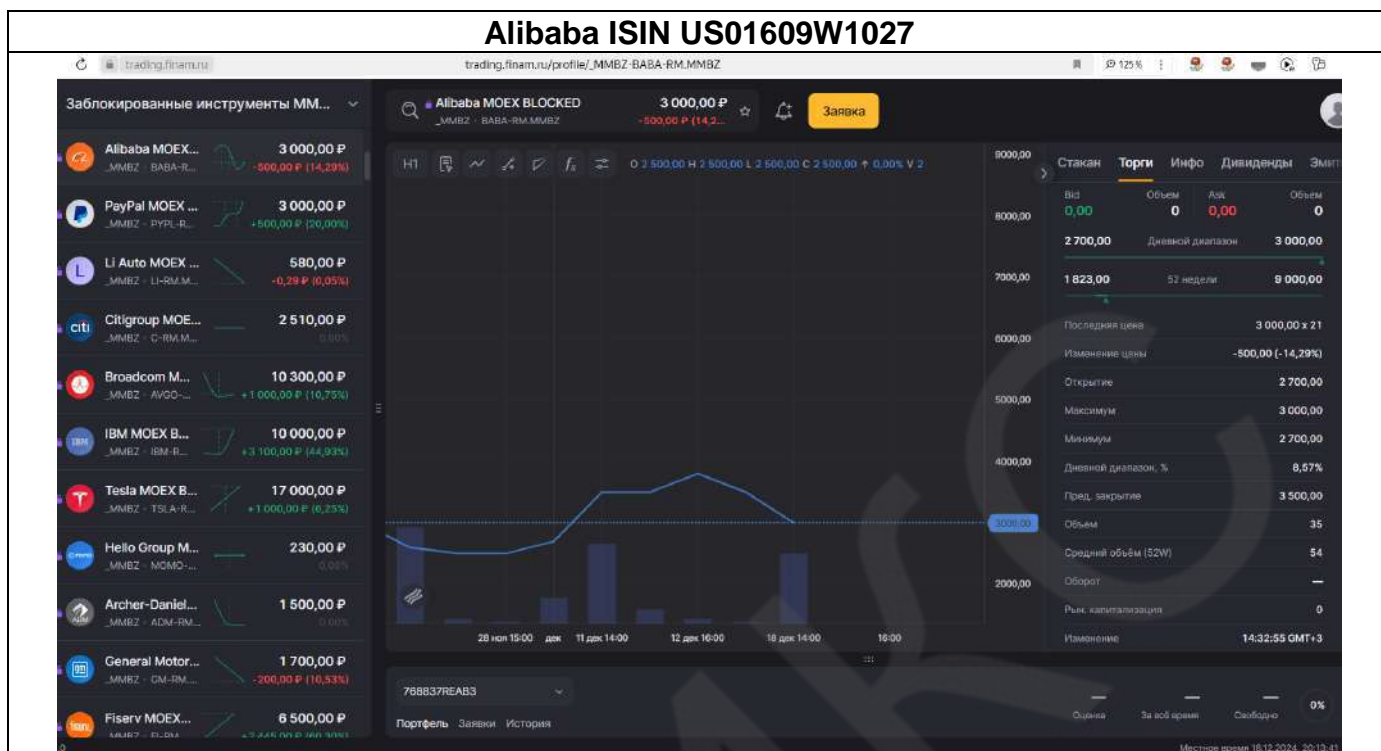 Alibaba ISIN US01609W1027
trading.finam.ru
trading.finam.ru/profile/_MMBZ-BABA-RM.MMBZ
125 %
Заблокированные инструменты ММ...
Alibaba MOEX BLOCKED
3 000,00 ₽
_MMBZ · BABA-RM.MMBZ
-500,00 ₽ (14,2...
Заявка
Alibaba MOEX...
3 000,00 ₽
_MMBZ · BABA-R...
-500,00 ₽ (14,29%)
PayPal MOEX ...
3 000,00 ₽
_MMBZ · PYPL-R...
+500,00 ₽ (20,00%)
Li Auto MOEX ...
580,00 ₽
_MMBZ · LI-RM.M...
-0,29 ₽ (0,05%)
Citigroup MOE...
2 510,00 ₽
_MMBZ · C-RM.M...
0,00%
Broadcom M...
10 300,00 ₽
_MMBZ · AVGO-...
+1 000,00 ₽ (10,75%)
IBM MOEX B...
10 000,00 ₽
_MMBZ · IBM-R...
+3 100,00 ₽ (44,93%)
Tesla MOEX B...
17 000,00 ₽
_MMBZ · TSLA-R...
+1 000,00 ₽ (6,25%)
Hello Group M...
230,00 ₽
_MMBZ · MOMO-...
0,00%
Archer-Daniel...
1 500,00 ₽
_MMBZ · ADM-RM...
0,00%
General Motor...
1 700,00 ₽
_MMBZ · GM-RM....
-200,00 ₽ (10,53%)
Fiserv MOEX...
6 500,00 ₽
H1
O 2 500,00 H 2 500,00 L 2 500,00 C 2 500,00 ↑ 0,00% V 2
9000,00
8000,00
7000,00
6000,00
5000,00
4000,00
3000,00
2000,00
28 ноя 15:00 дек 11 дек 14:00 12 дек 16:00 18 дек 14:00 16:00
Стакан Торги Инфо Дивиденды Эмит
Bid Объем Ask Объем
0,00 0 0,00 0
2 700,00 Дневной диапазон 3 000,00
1 823,00 52 недели 9 000,00
Последняя цена 3 000,00 x 21
Изменение цены -500,00 (-14,29%)
Открытие 2 700,00
Максимум 3 000,00
Минимум 2 700,00
Дневной диапазон, % 8,57%
Пред. закрытие 3 500,00
Объем 35
Средний объём (52W) 54
Оборот —
Рын. капитализация 0
Изменение 14:32:55 GMT+3
768837REAB3
Портфель Заявки История
— — —
Оценка За всё время Свободно 0%
Местное время 18.12.2024, 20:13:41